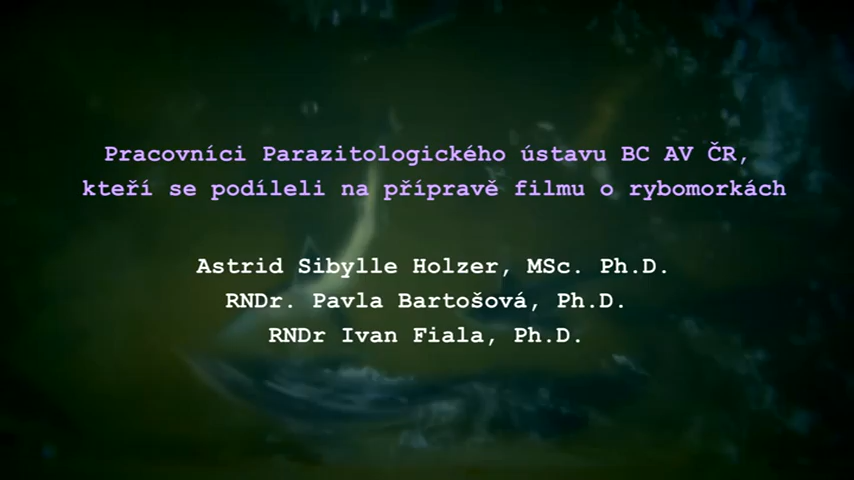 Pracovníci Parazitologického ústavu BC AV ČR,
kteří se podíleli na přípravě filmu o rybomorkách
Astrid Sibylle Holzer, MSc. Ph.D.
RNDr. Pavla Bartošová, Ph.D.
RNDr Ivan Fiala, Ph.D.